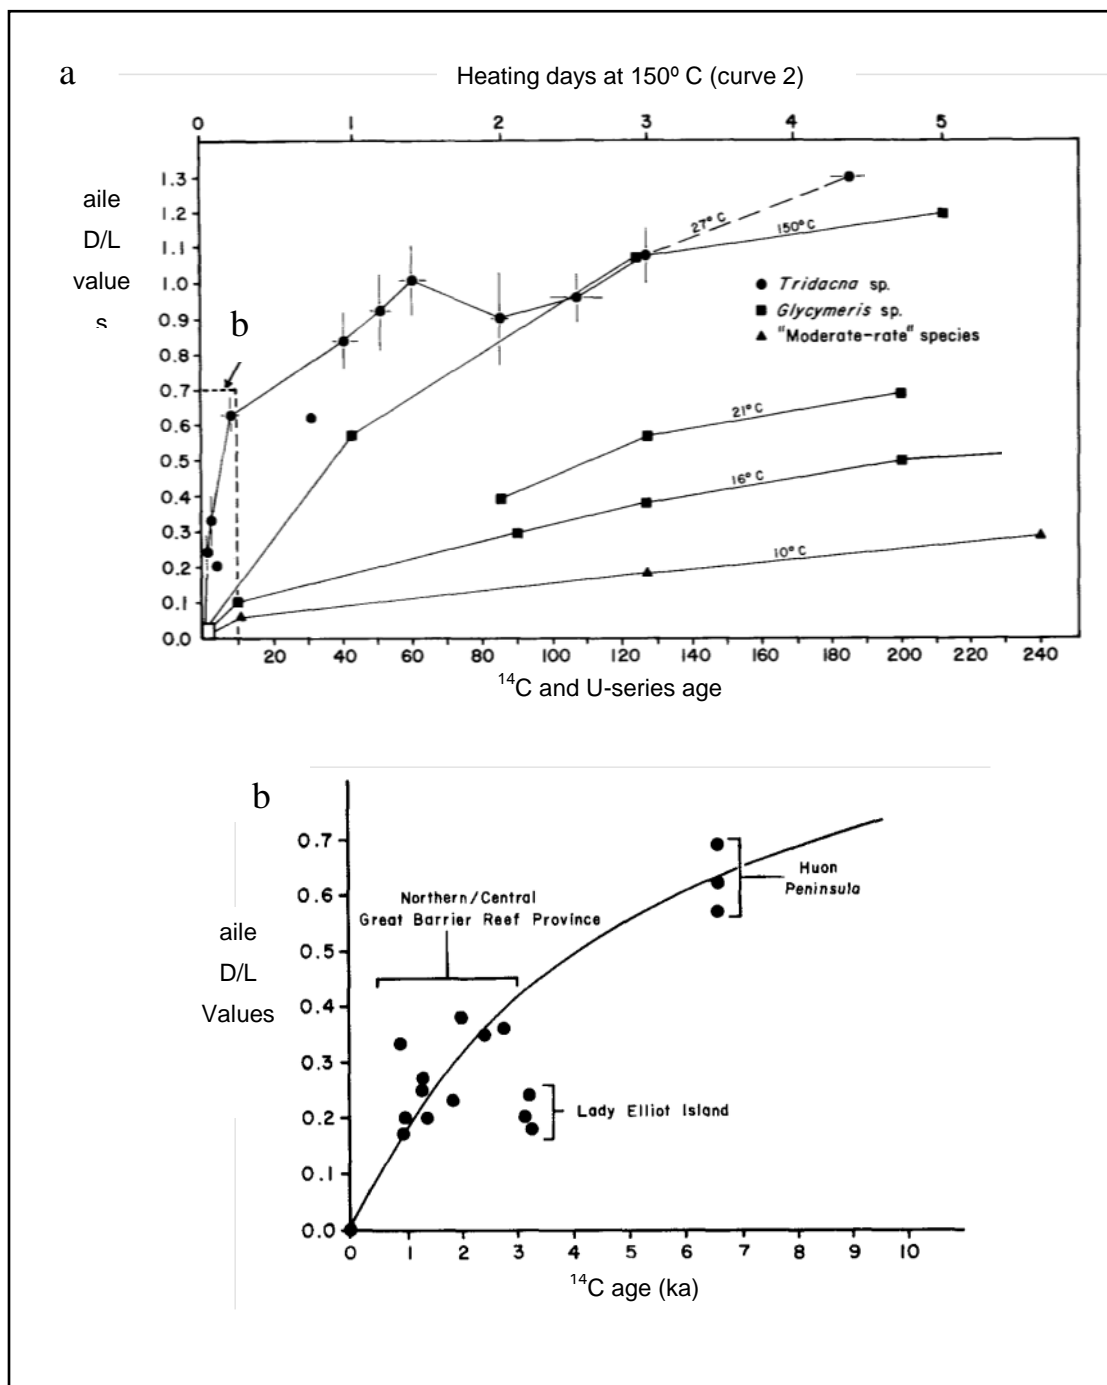 a
Heating days at 150º C (curve 2)
0 1 2 3 4 5
aile
D/L
value
s
1.3
1.2
1.1
1.0
0.9
0.8
0.7
0.6
0.5
0.4
0.3
0.2
0.1
0.0
b
27° C
150°C
● Tridacna sp.
■ Glycymeris sp.
▲ "Moderate-rate" species
21°C
16°C
10°C
20 40 60 80 100 120 140 160 180 200 220 240
14C and U-series age
b
0.7
0.6
0.5
0.4
0.3
0.2
0.1
0.0
aile
D/L
Values
Northern/Central
Great Barrier Reef Province
Huon
Peninsula
Lady Elliot Island
0 1 2 3 4 5 6 7 8 9 10
14C age (ka)